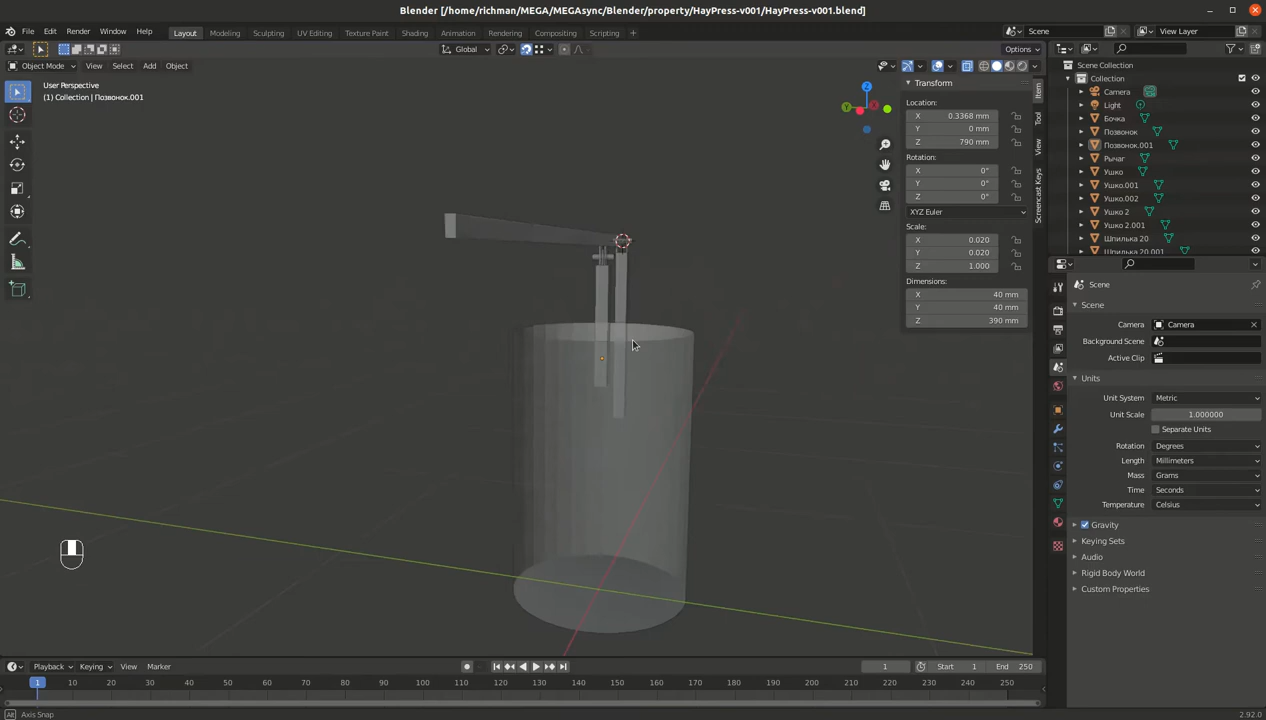 Blender [/home/richman/MEGA/MEGAsync/Blender/property/HayPress-v001/HayPress-v001.blend]
File Edit Render Window Help Layout Modeling Sculpting UV Editing Texture Paint Shading Animation Rendering Compositing Scripting + Scene View Layer
Global Options
Object Mode View Select Add Object
User Perspective
(1) Collection | Позвонок.001
Transform
Location:
X 0.3368 mm
Y 0 mm
Z 790 mm
Rotation:
X 0°
Y 0°
Z 0°
XYZ Euler
Scale:
X 0.020
Y 0.020
Z 1.000
Dimensions:
X 40 mm
Y 40 mm
Z 390 mm
Item
Tool
View
Screencast Keys
Z
Y
X
Scene Collection
Collection
Camera
Light
Бочка
Позвонок
Позвонок.001
Рычаг
Ушко
Ушко.001
Ушко.002
Ушко 2
Ушко 2.001
Шпилька 20
Шпилька 20.001
Scene
Scene
Camera Camera
Background Scene
Active Clip
Units
Unit System Metric
Unit Scale 1.000000
Separate Units
Rotation Degrees
Length Millimeters
Mass Grams
Time Seconds
Temperature Celsius
Gravity
Keying Sets
Audio
Rigid Body World
Custom Properties
Playback Keying View Marker 1 Start 1 End 250
1 10 20 30 40 50 60 70 80 90 100 110 120 130 140 150 160 170 180 190 200 210 220 230 240 250
Alt Axis Snap 2.92.0